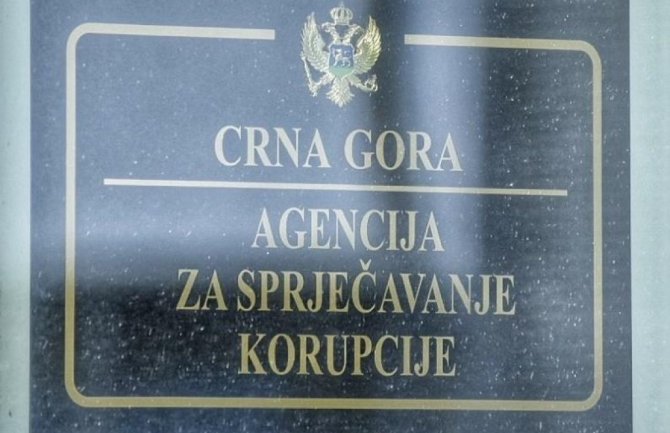 CRNA GORA
AGENCIJA
ZA SPRJEČAVANJE
KORUPCIJE